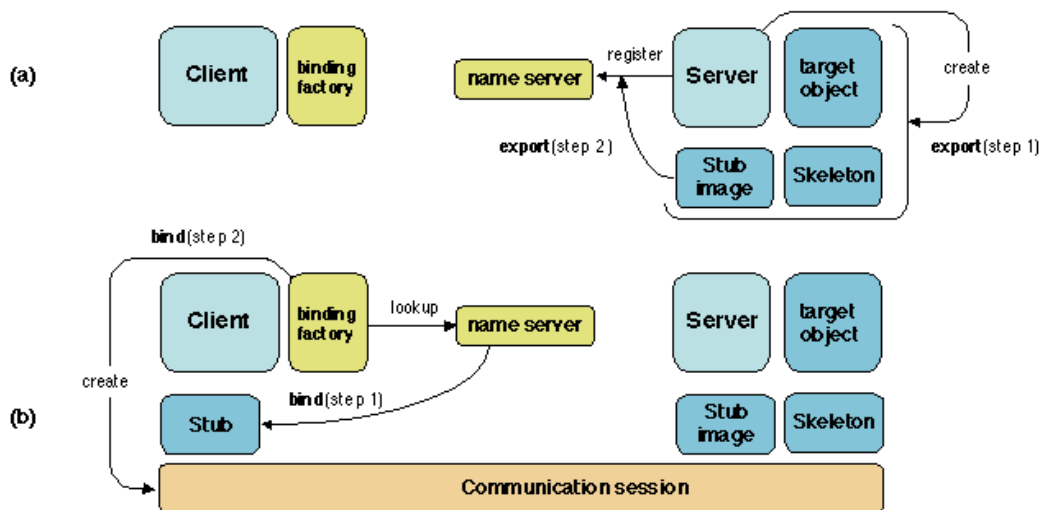 (a)
Client
binding
factory
name server
register
export(step 2)
Server
target
object
create
export(step 1)
Stub
image
Skeleton
bind(step 2)
Client
binding
factory
lookup
name server
Server
target
object
create
bind(step 1)
(b)
Stub
Stub
image
Skeleton
Communication session